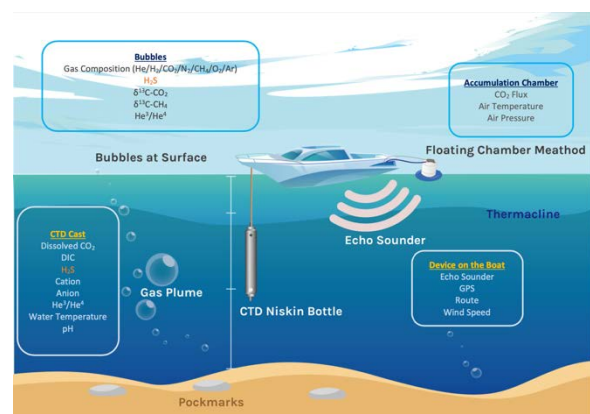 Bubbles
Gas Composition (He/H₂/CO₂/N₂/CH₄/O₂/Ar)
H₂S
δ¹³C-CO₂
δ¹³C-CH₄
He³/He⁴
Accumulation Chamber
CO₂ Flux
Air Temperature
Air Pressure
Bubbles at Surface
Floating Chamber Meathod
Thermacline
Echo Sounder
CTD Cast
Dissolved CO₂
DIC
H₂S
Cation
Anion
He³/He⁴
Water Temperature
pH
Gas Plume
CTD Niskin Bottle
Device on the Boat
Echo Sounder
GPS
Route
Wind Speed
Pockmarks